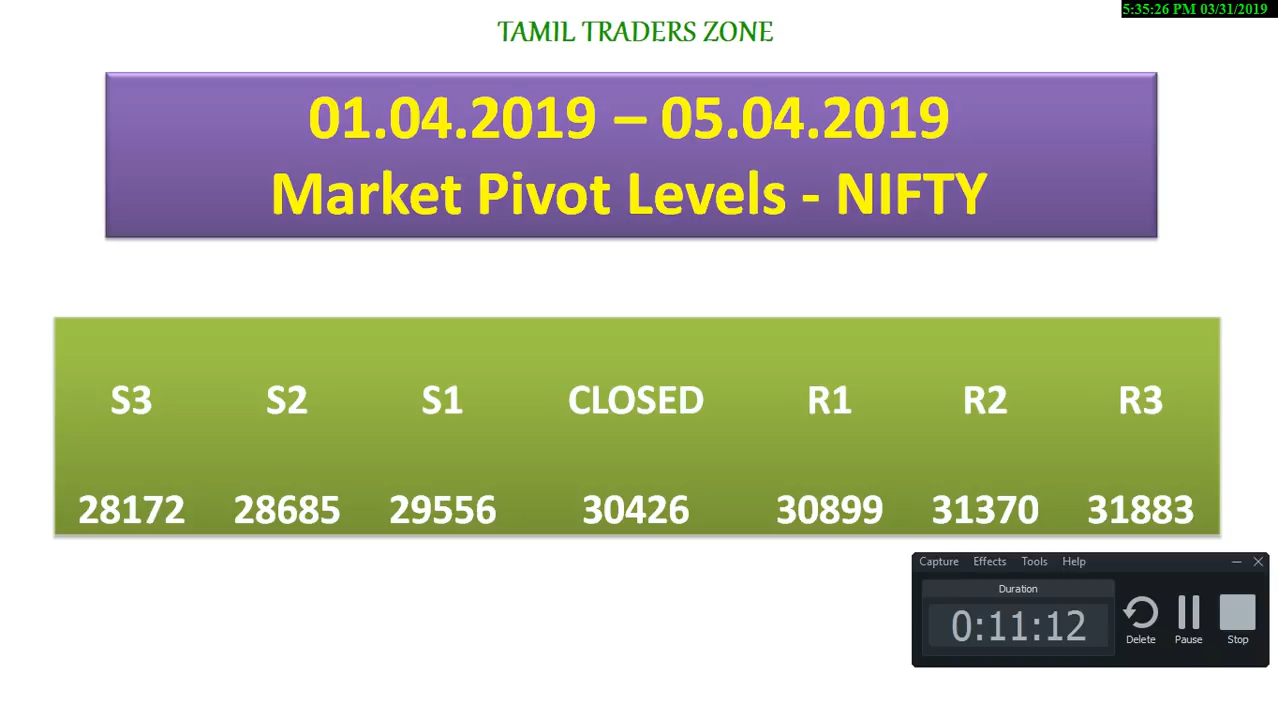 5:35:26 PM 03/31/2019
TAMIL TRADERS ZONE
01.04.2019 – 05.04.2019
Market Pivot Levels - NIFTY
S3 S2 S1 CLOSED R1 R2 R3
28172 28685 29556 30426 30899 31370 31883
Capture Effects Tools Help
Duration
0:11:12
Delete Pause Stop